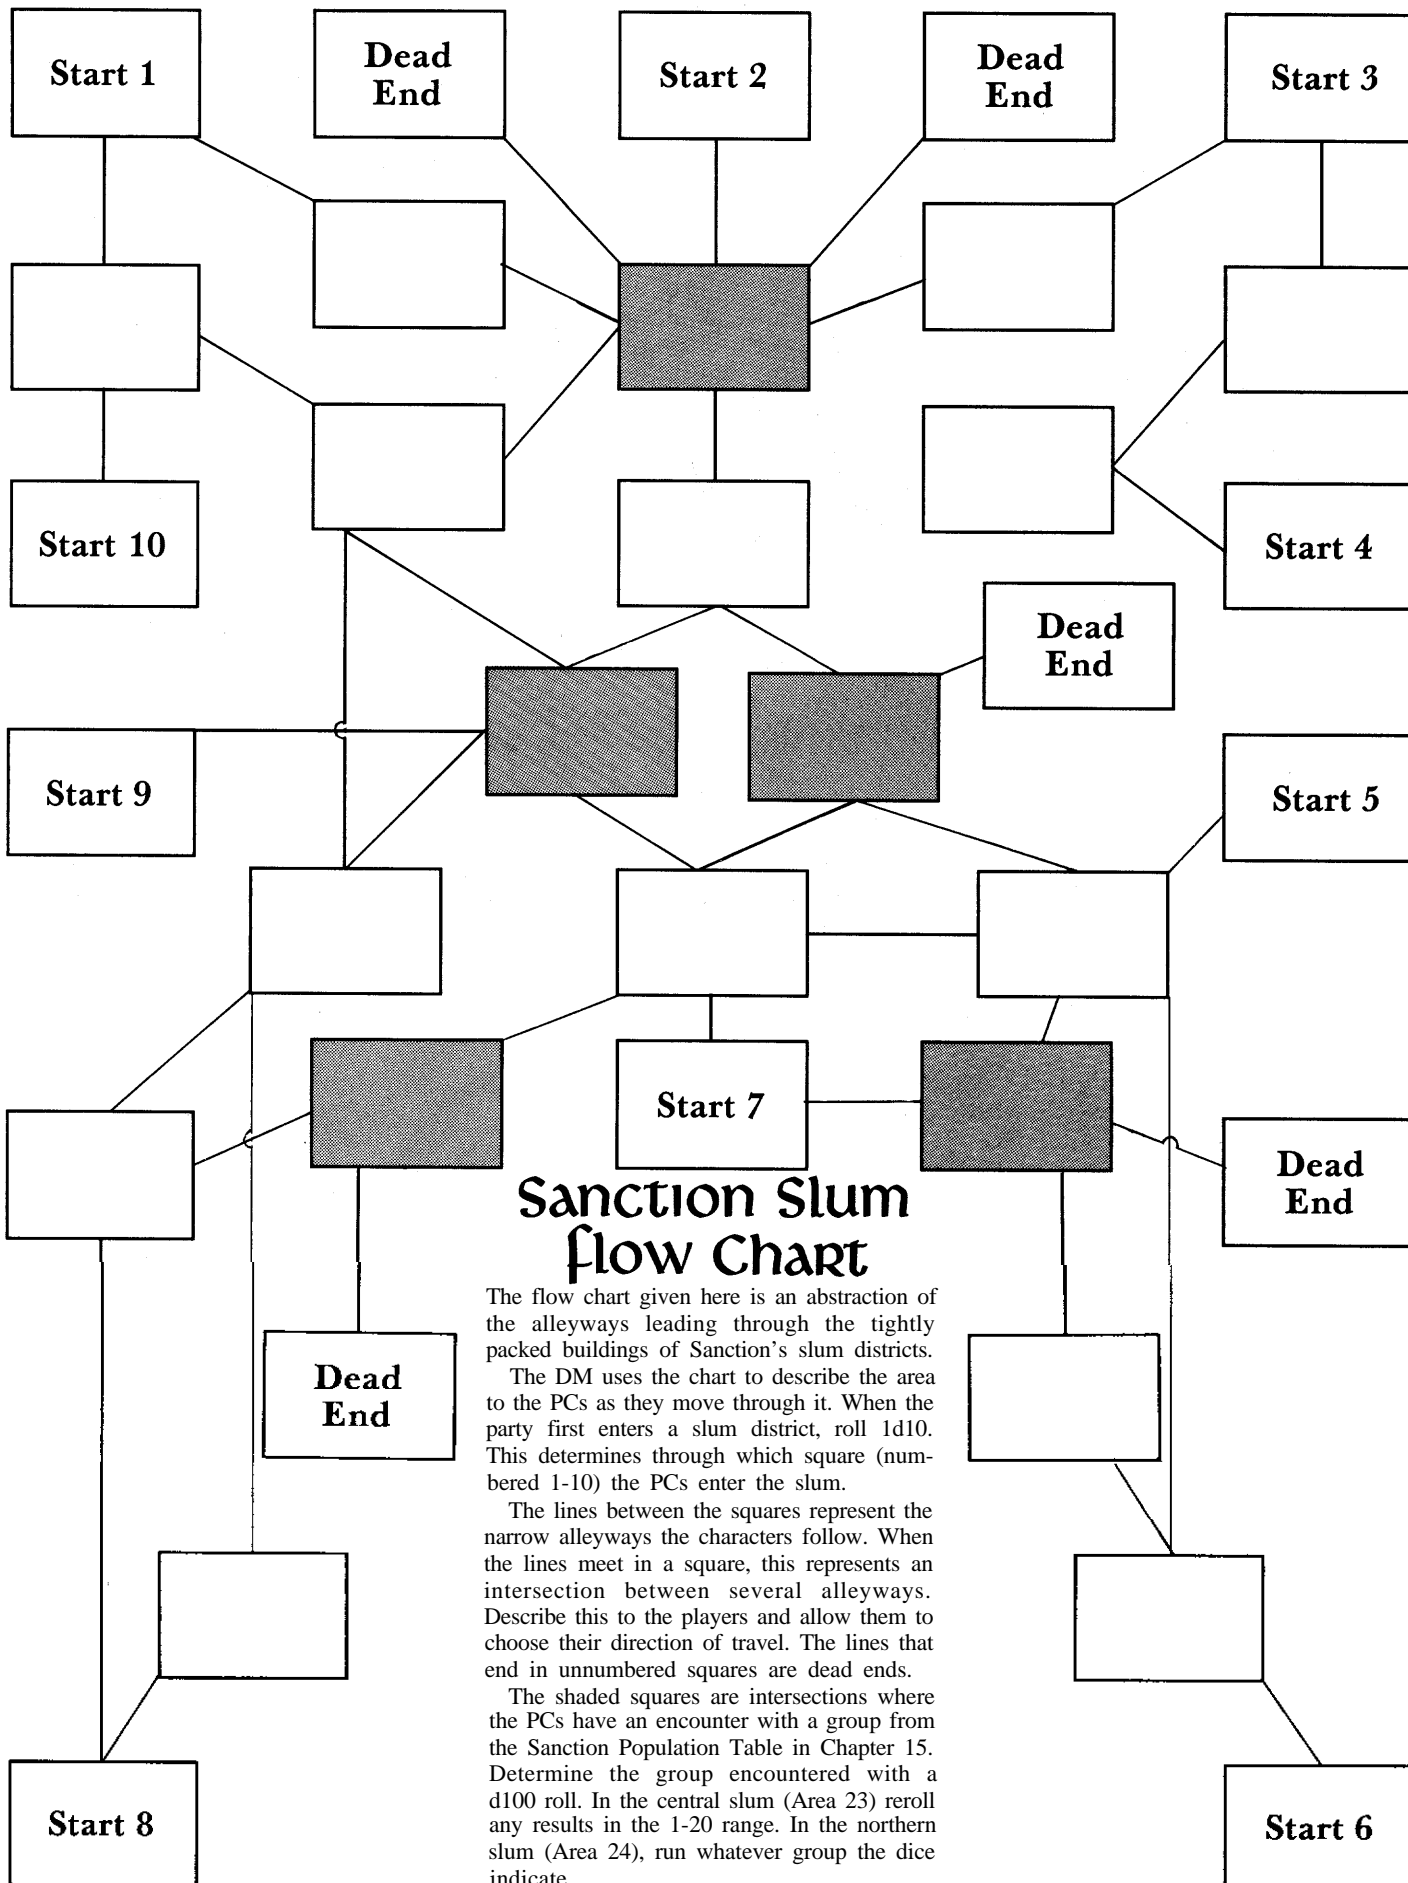 Start 1
Dead
End
Start 2
Dead
End
Start 3
Start 10
Start 4
Dead
End
Start 9
Start 5
Start 7
Dead
End
Sanction Slum
Flow Chart
The flow chart given here is an abstraction of
the alleyways leading through the tightly
packed buildings of Sanction's slum districts.
The DM uses the chart to describe the area
to the PCs as they move through it. When the
party first enters a slum district, roll 1d10.
This determines through which square (num-
bered 1-10) the PCs enter the slum.
The lines between the squares represent the
narrow alleyways the characters follow. When
the lines meet in a square, this represents an
intersection between several alleyways.
Describe this to the players and allow them to
choose their direction of travel. The lines that
end in unnumbered squares are dead ends.
The shaded squares are intersections where
the PCs have an encounter with a group from
the Sanction Population Table in Chapter 15.
Determine the group encountered with a
d100 roll. In the central slum (Area 23) reroll
any results in the 1-20 range. In the northern
slum (Area 24), run whatever group the dice
indicate.
Dead
End
Start 8
Start 6